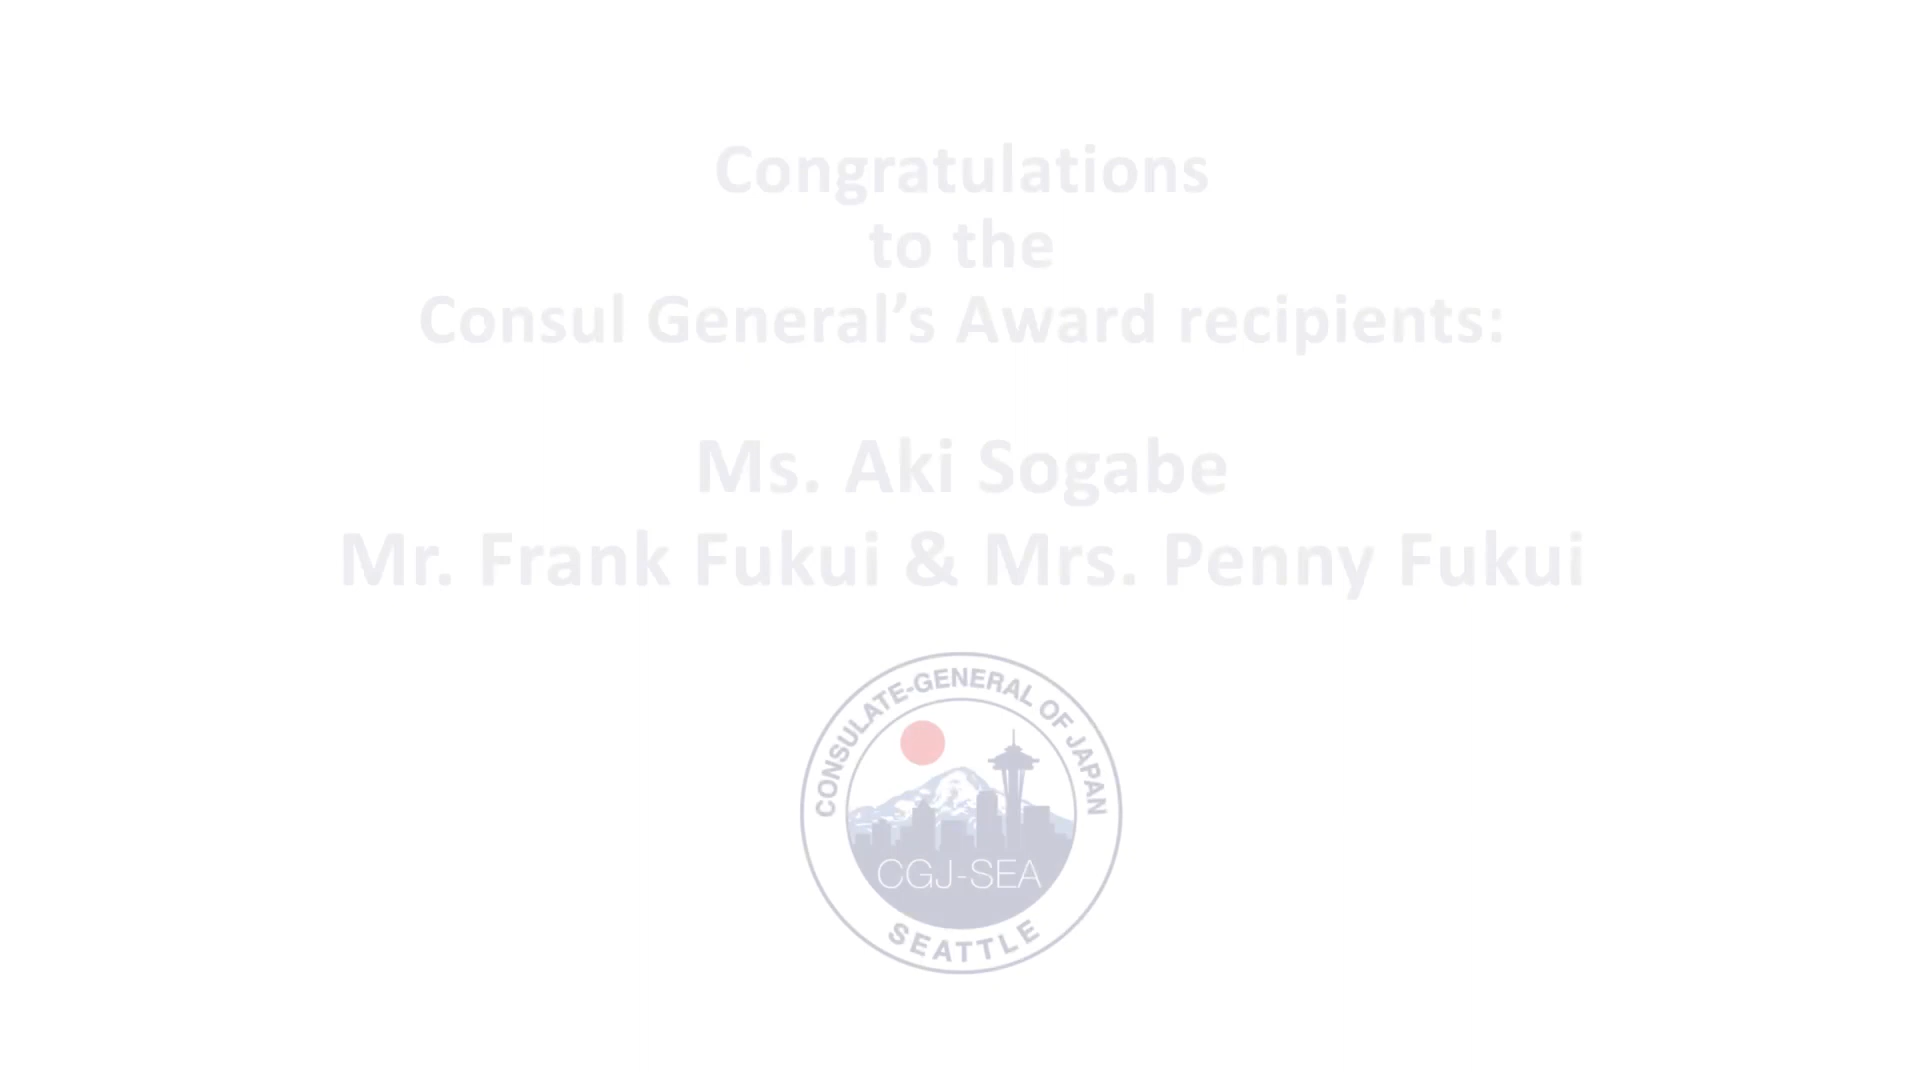 Congratulations
to the
Consul General’s Award recipients:
Ms. Aki Sogabe
Mr. Frank Fukui & Mrs. Penny Fukui
CONSULATE-GENERAL OF JAPAN
CGJ-SEA
SEATTLE